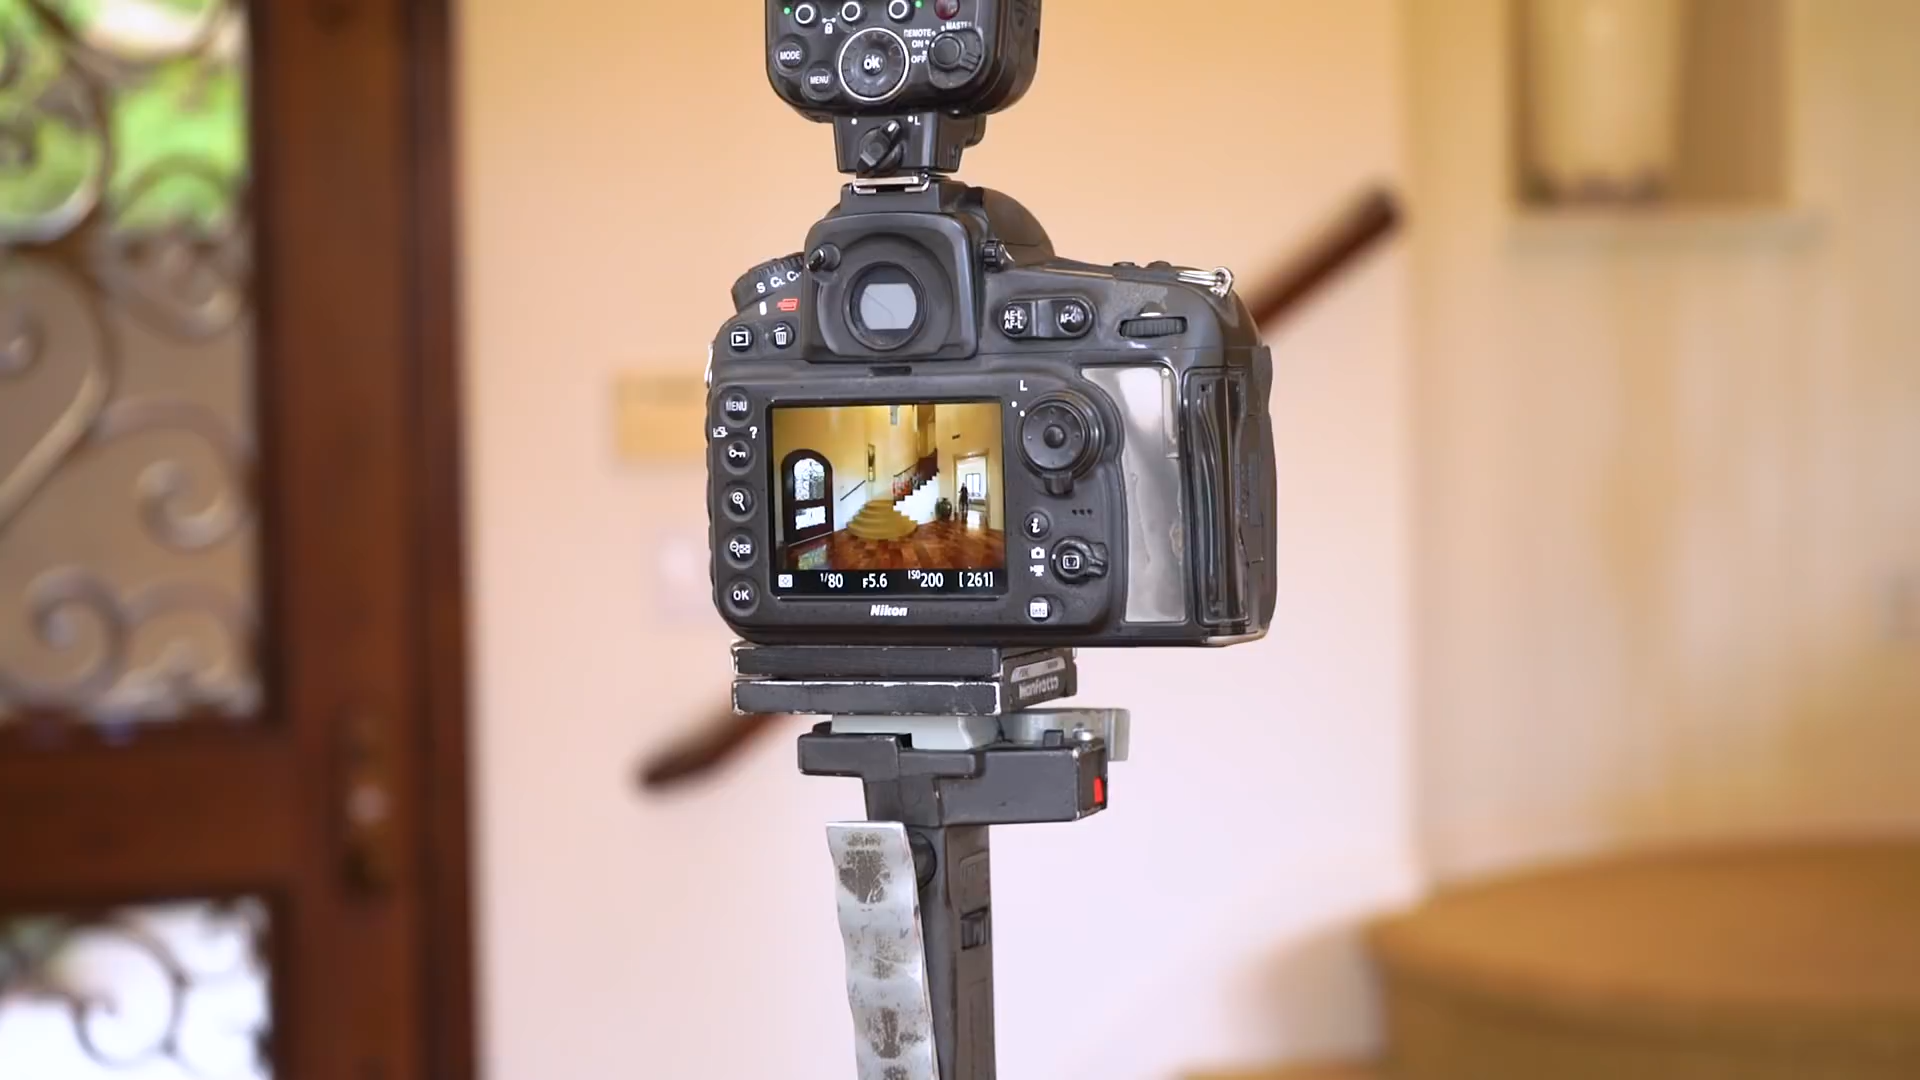 MASTER
REMOTE
ON
OFF
MODE
OK
MENU
L
S CL CH
AE-L
AF-L
AF-ON
L
MENU
?
1/80 F5.6 ISO200 [261]
OK
Nikon
i
info
Lv
Manfrotto